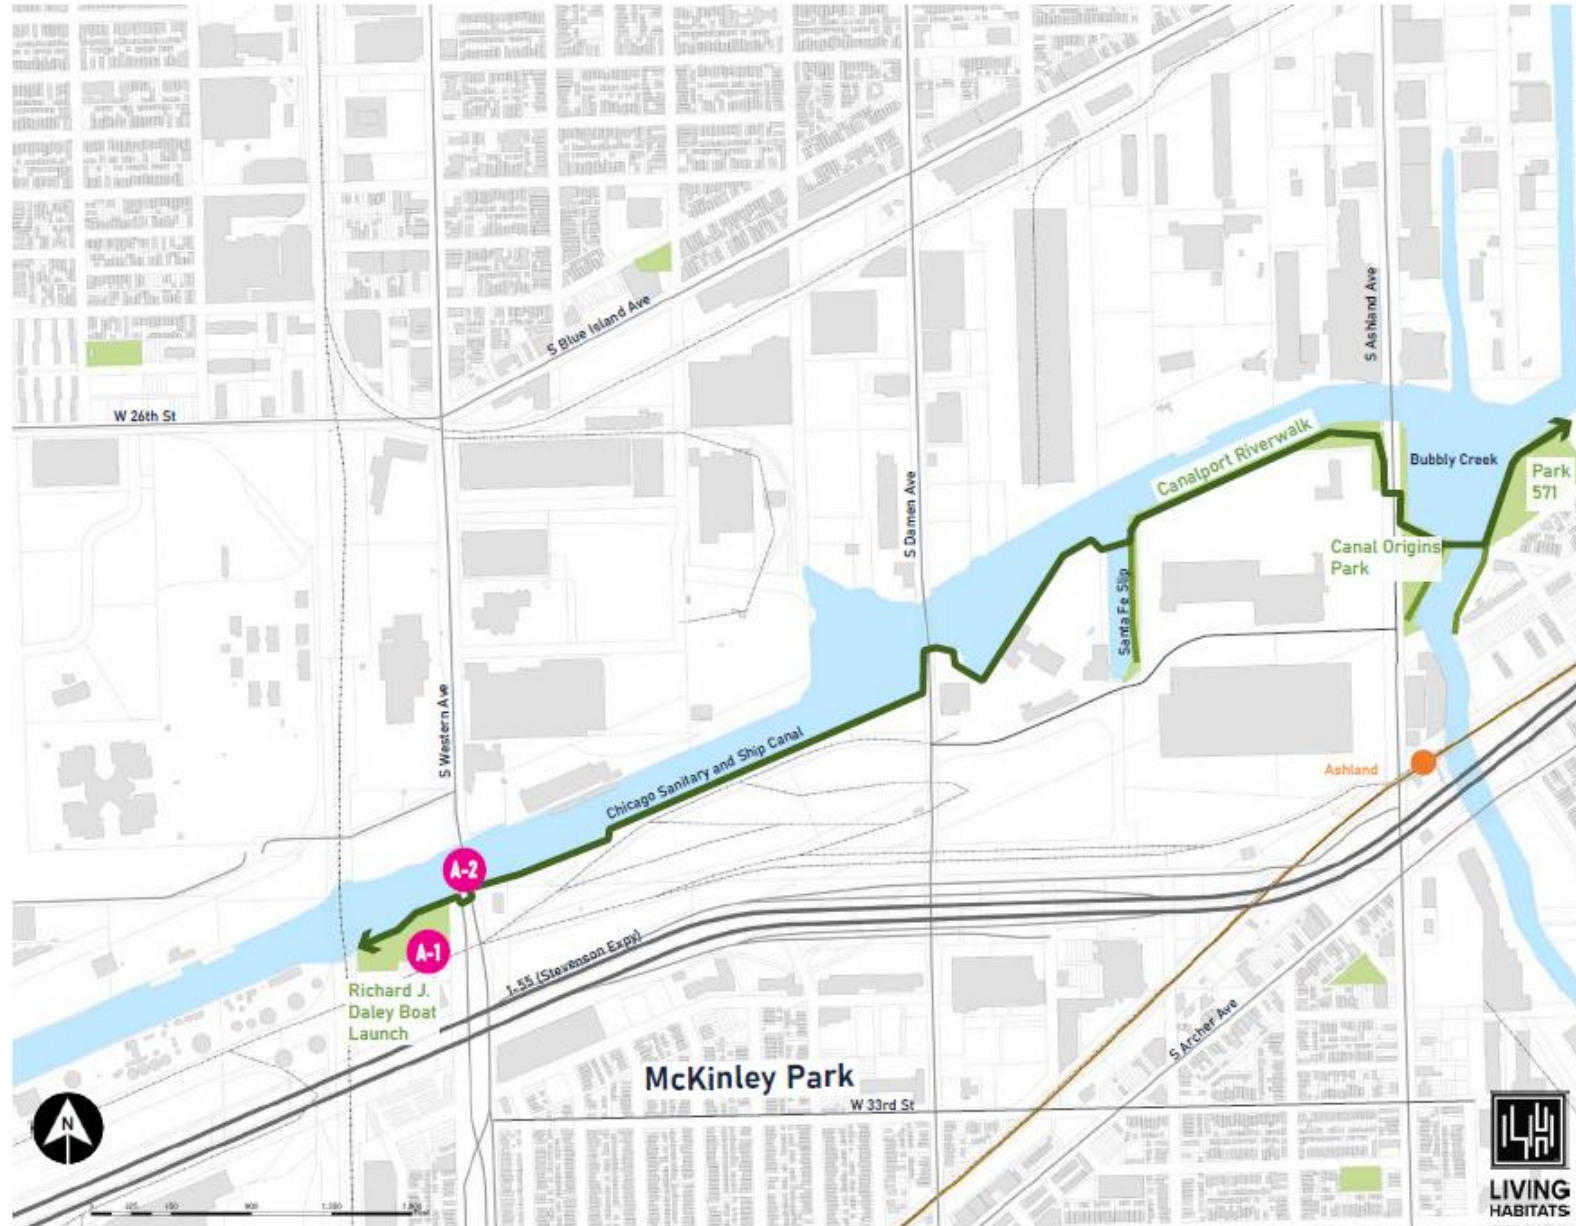 S Blue Island Ave
S Ashland Ave
W 26th St
Canalport Riverwalk
Bubbly Creek
Park
571
S Damen Ave
Canal Origins
Park
Santa Fe Slip
S Western Ave
Chicago Sanitary and Ship Canal
Ashland
A-2
A-1
1-55 (Stevenson Expy)
Richard J.
Daley Boat
Launch
S Archer Ave
McKinley Park
W 33rd St
N
LIVING
HABITATS